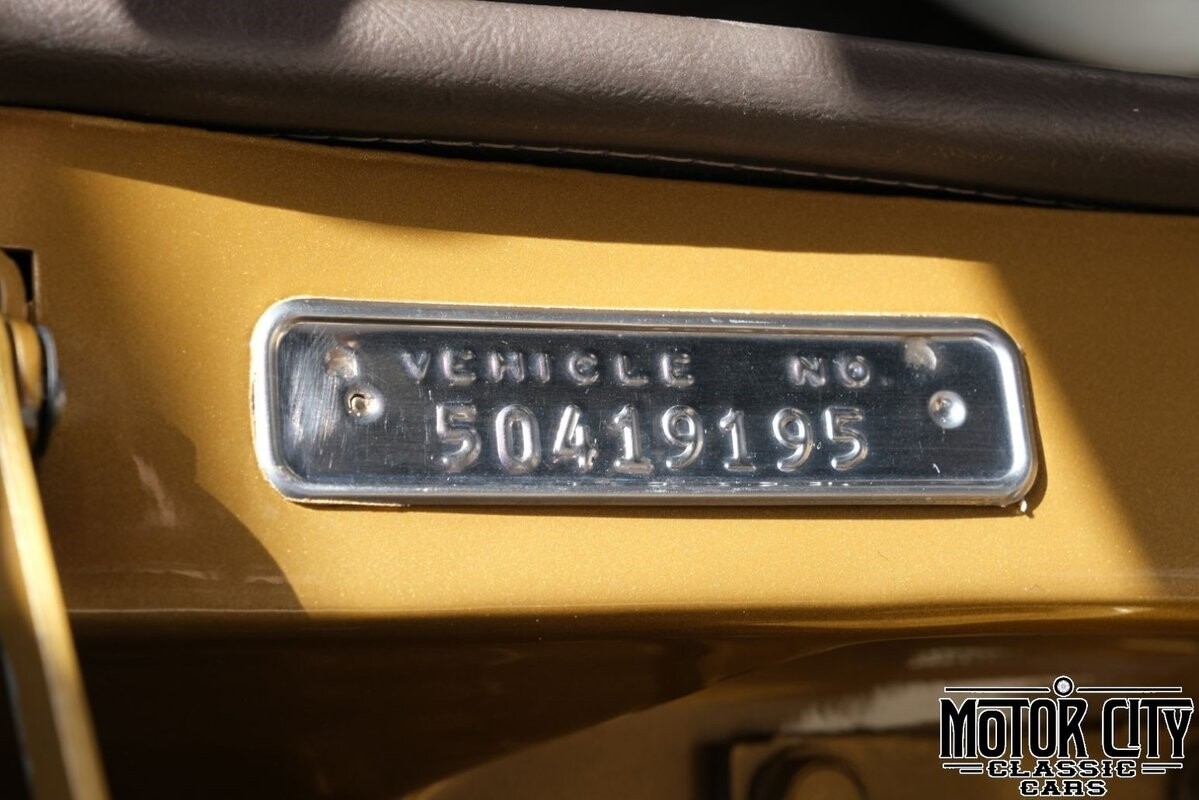 VEHICLE NO.
50419195
MOTOR CITY
CLASSIC
CARS